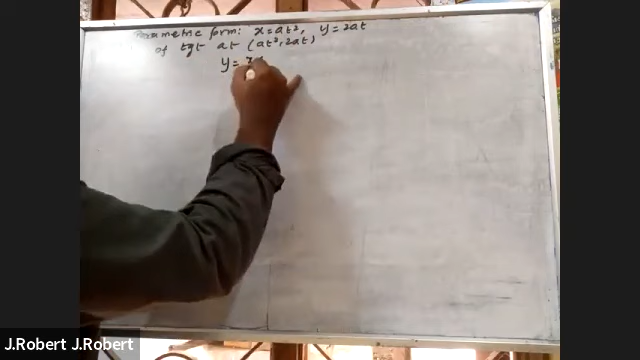 Parametric form: x = at², y = 2at
of tgt at (at², 2at)
y =
J.Robert J.Robert